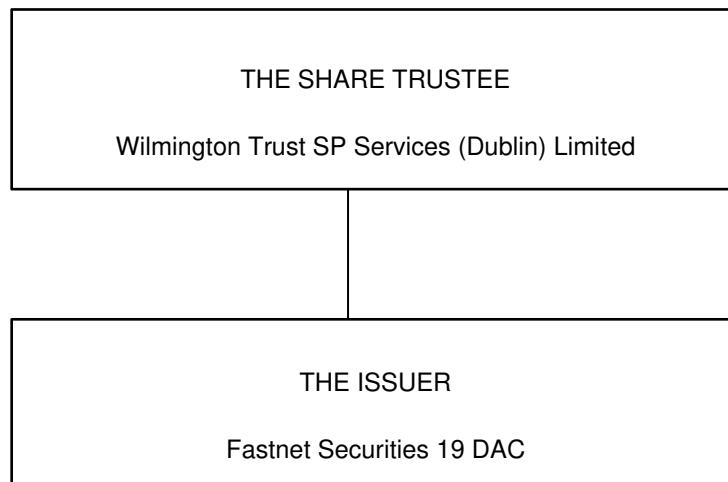 THE SHARE TRUSTEE
Wilmington Trust SP Services (Dublin) Limited
THE ISSUER
Fastnet Securities 19 DAC